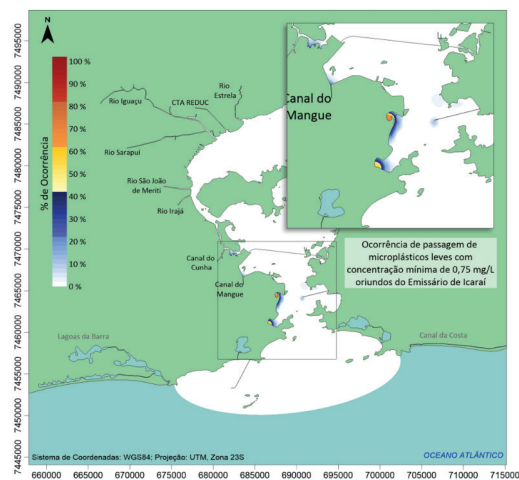 N
100 %
90 %
80 %
70 %
60 %
50 %
40 %
30 %
20 %
10 %
0 %
% de Ocorrência
7495000
7490000
7485000
7480000
7475000
7470000
7465000
7460000
7455000
7450000
7445000
Rio Iguaçu
CTA REDUC
Rio
Estrela
Rio Sarapuí
Rio São João
de Meriti
Rio Irajá
Canal do
Cunha
Canal do
Mangue
Canal do
Mangue
Ocorrência de passagem de
microplásticos leves com
concentração mínima de 0,75 mg/L
oriundos do Emissário de Icaraí
Lagoas da Barra
Canal da Costa
Sistema de Coordenadas: WGS84; Projeção: UTM, Zona 23S
OCEANO ATLÂNTICO
660000 665000 670000 675000 680000 685000 690000 695000 700000 705000 710000 715000